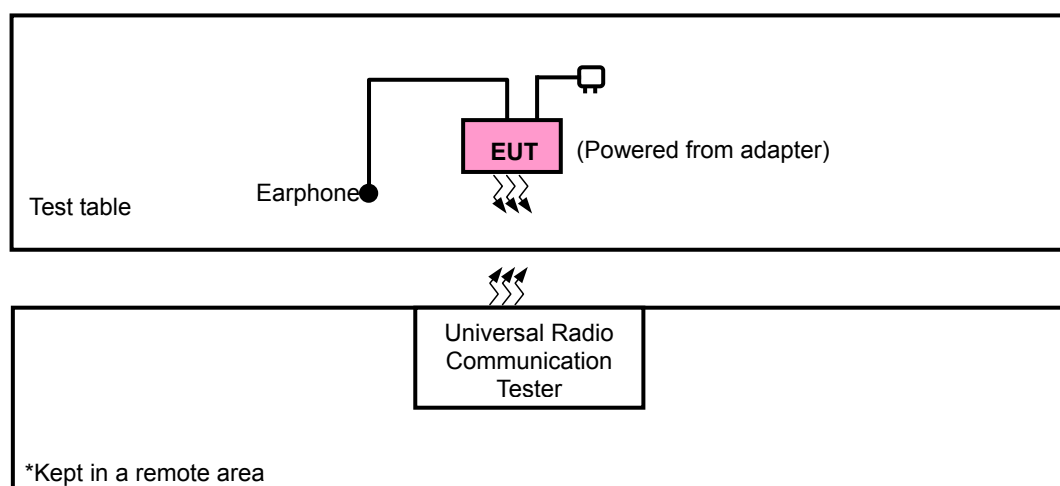 EUT
(Powered from adapter)
Earphone
Test table
Universal Radio
Communication
Tester
*Kept in a remote area